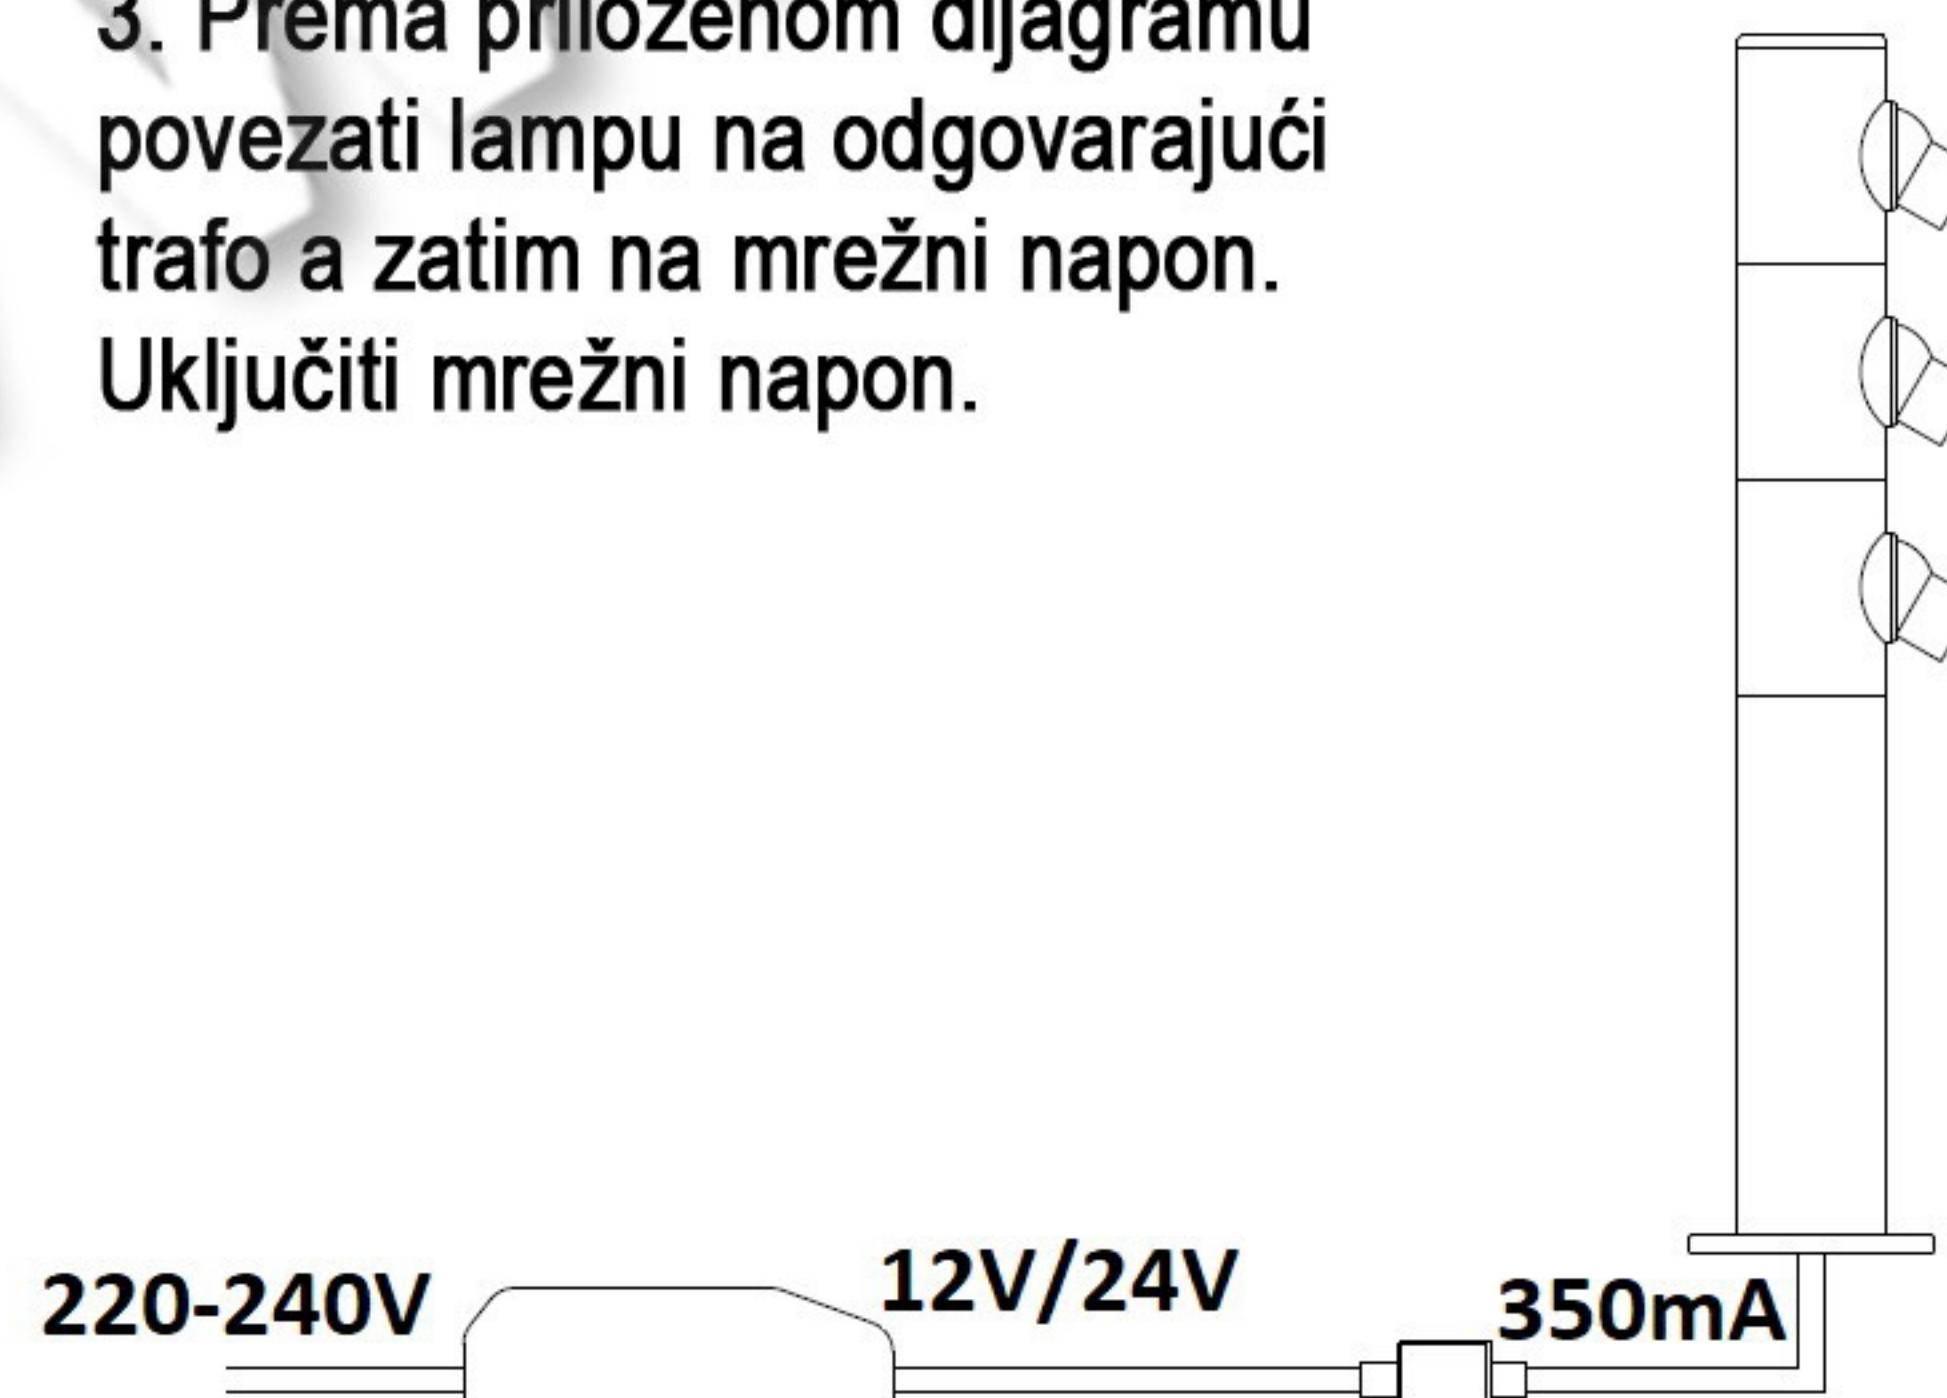 3. Prema priloženom dijagramu
povezati lampu na odgovarajući
trafo a zatim na mrežni napon.
Uključiti mrežni napon.
220-240V
12V/24V
350mA